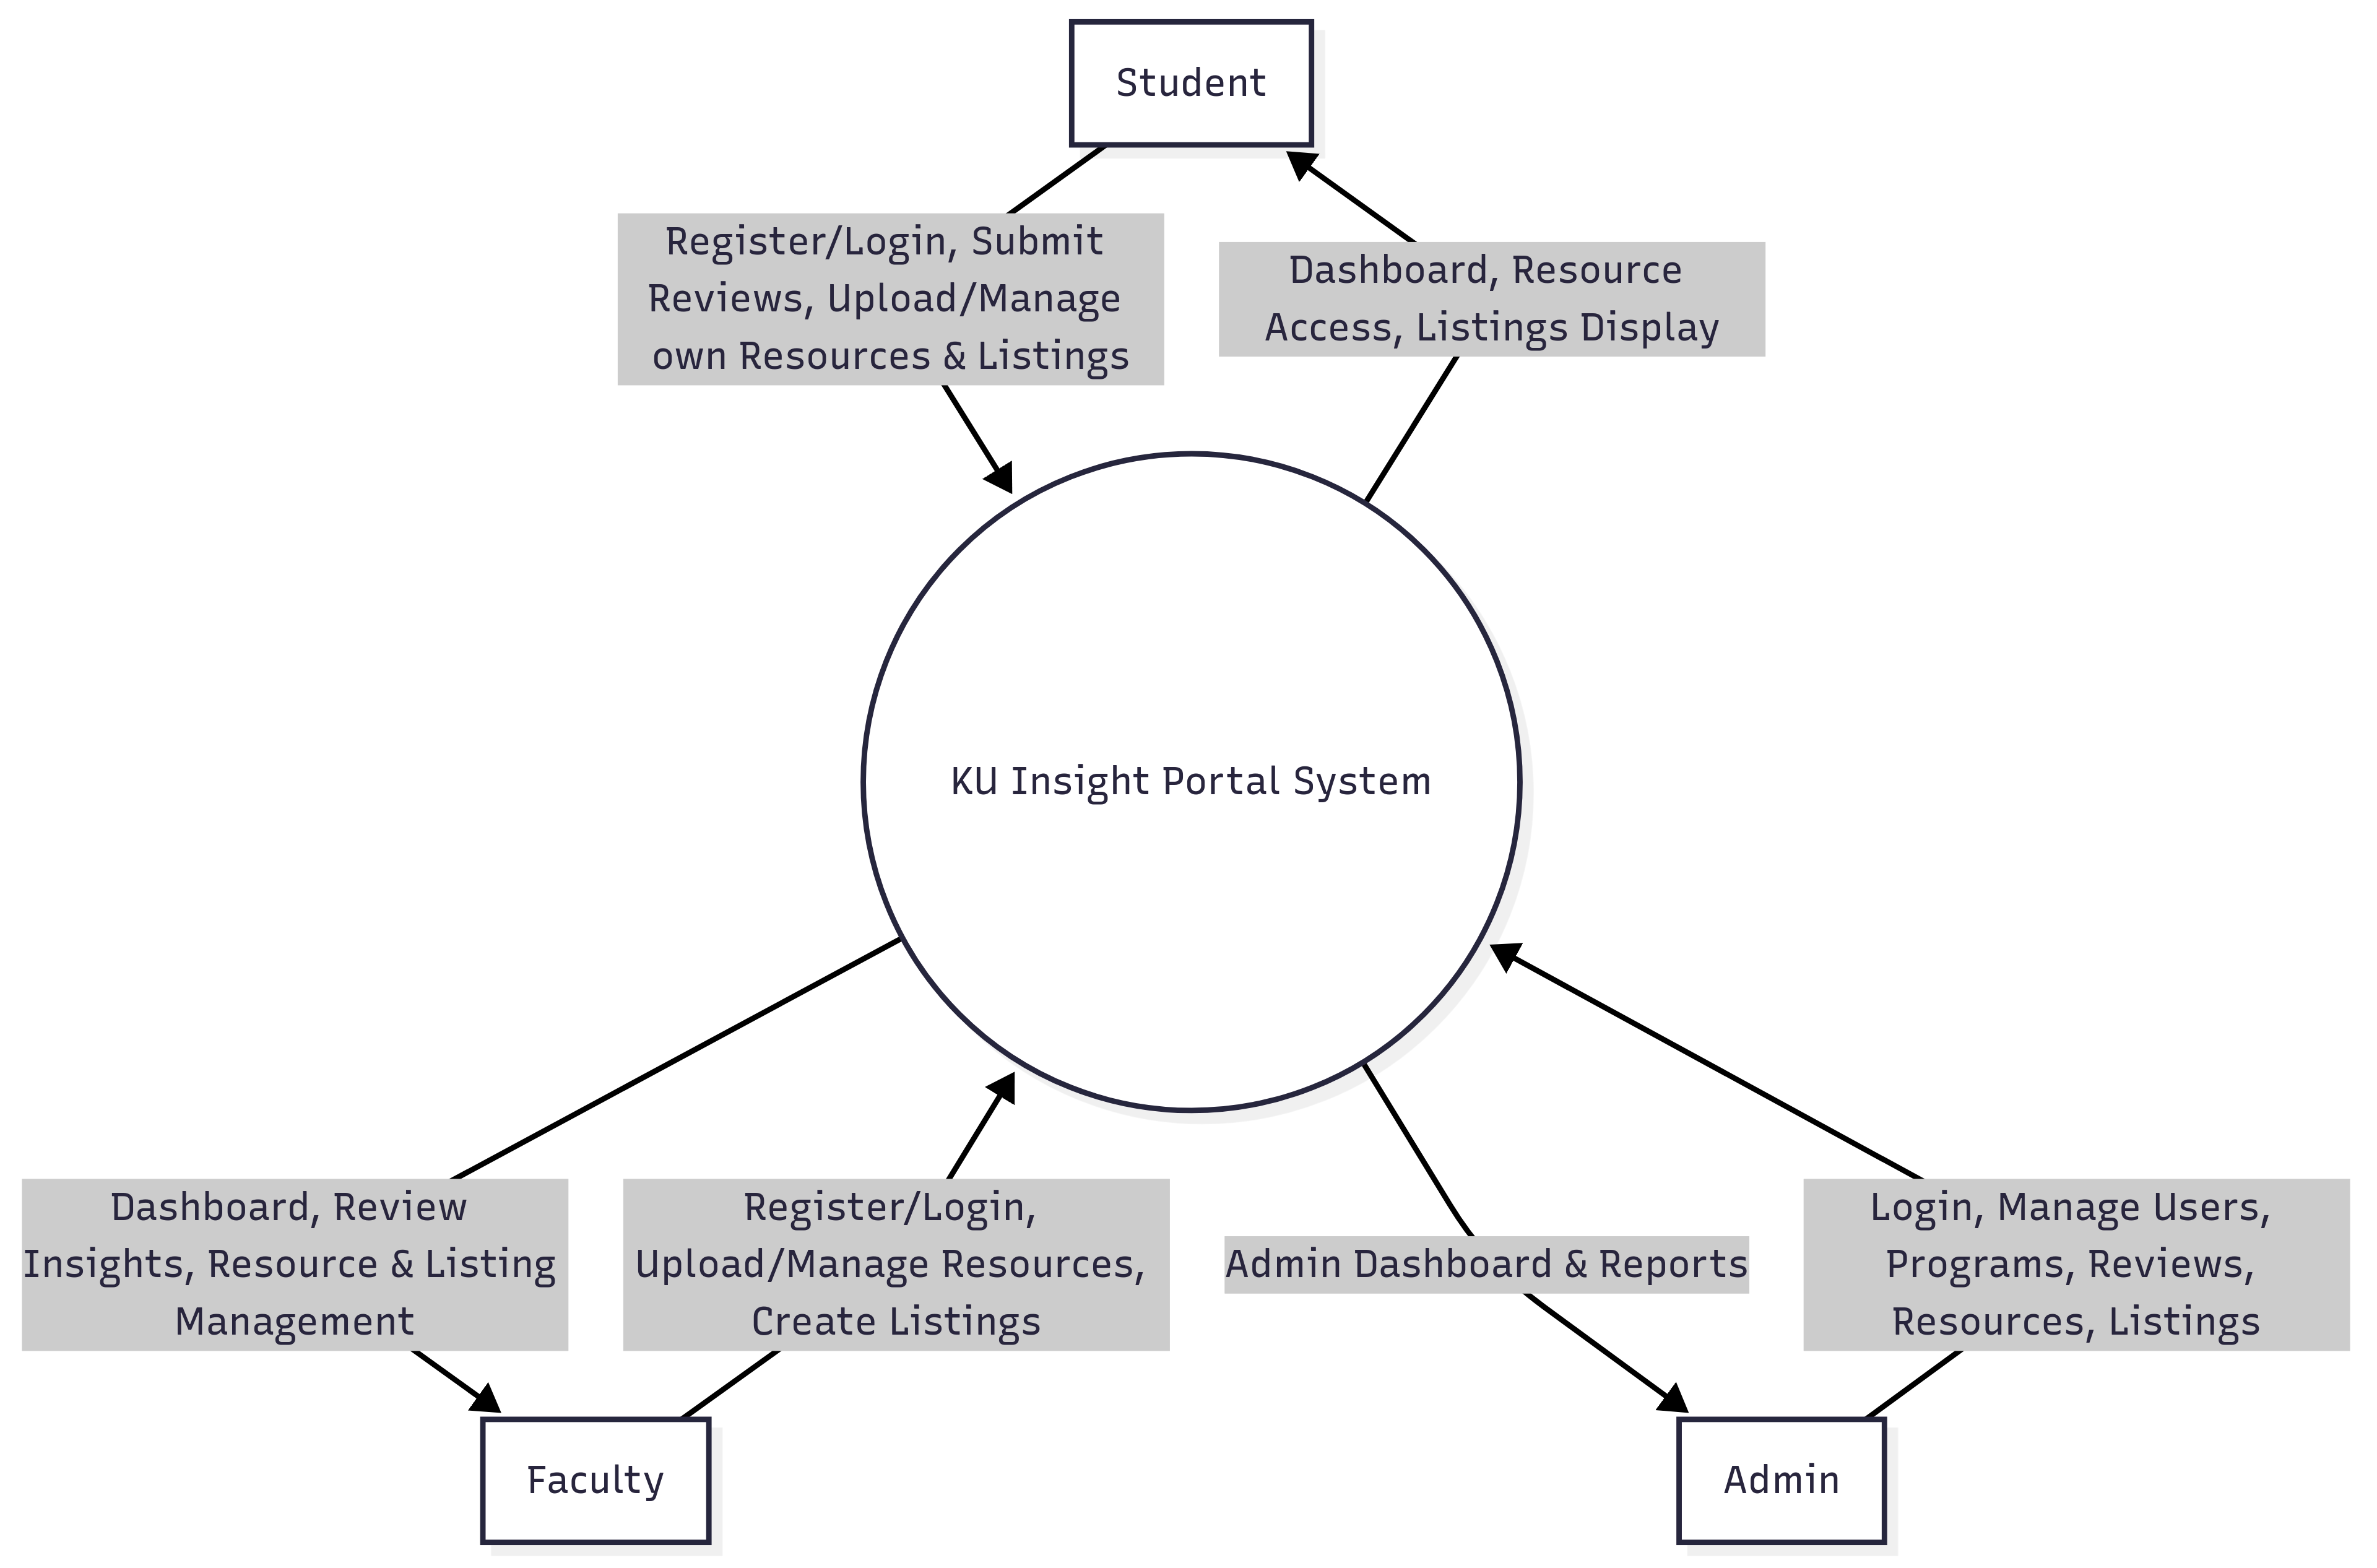 Student
Register/Login, Submit
Reviews, Upload/Manage
own Resources & Listings
Dashboard, Resource
Access, Listings Display
KU Insight Portal System
Dashboard, Review
Insights, Resource & Listing
Management
Register/Login,
Upload/Manage Resources,
Create Listings
Admin Dashboard & Reports
Login, Manage Users,
Programs, Reviews,
Resources, Listings
Faculty
Admin